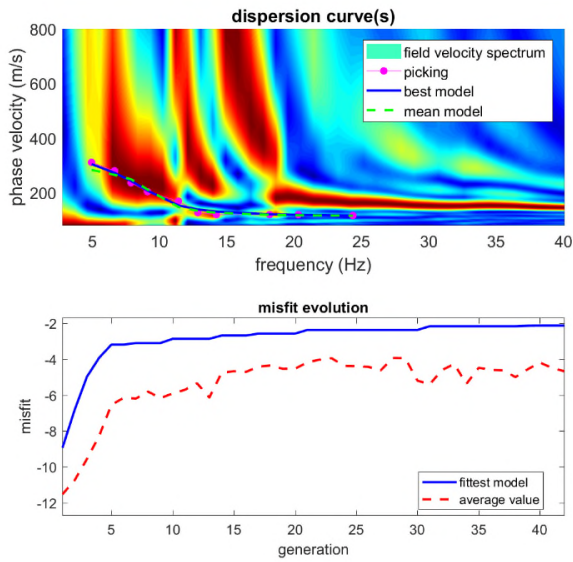 dispersion curve(s)
phase velocity (m/s)
800
600
400
200
field velocity spectrum
picking
best model
mean model
5 10 15 20 25 30 35 40
frequency (Hz)
misfit evolution
misfit
-2
-4
-6
-8
-10
-12
fittest model
average value
5 10 15 20 25 30 35 40
generation